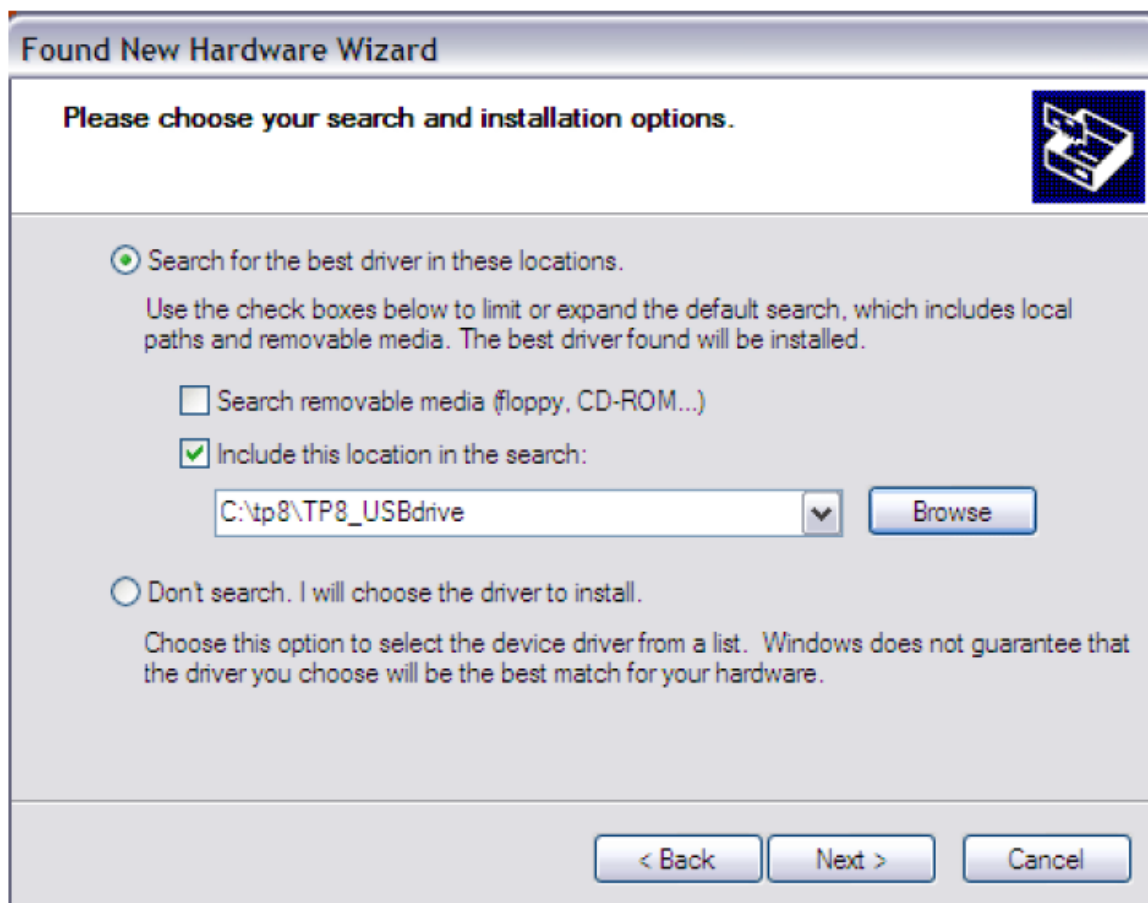 Found New Hardware Wizard
Please choose your search and installation options.
Search for the best driver in these locations.
Use the check boxes below to limit or expand the default search, which includes local
paths and removable media. The best driver found will be installed.
Search removable media (floppy, CD-ROM...)
Include this location in the search:
C:\tp8\TP8_USBdrive
Browse
Don't search. I will choose the driver to install.
Choose this option to select the device driver from a list. Windows does not guarantee that
the driver you choose will be the best match for your hardware.
< Back Next > Cancel